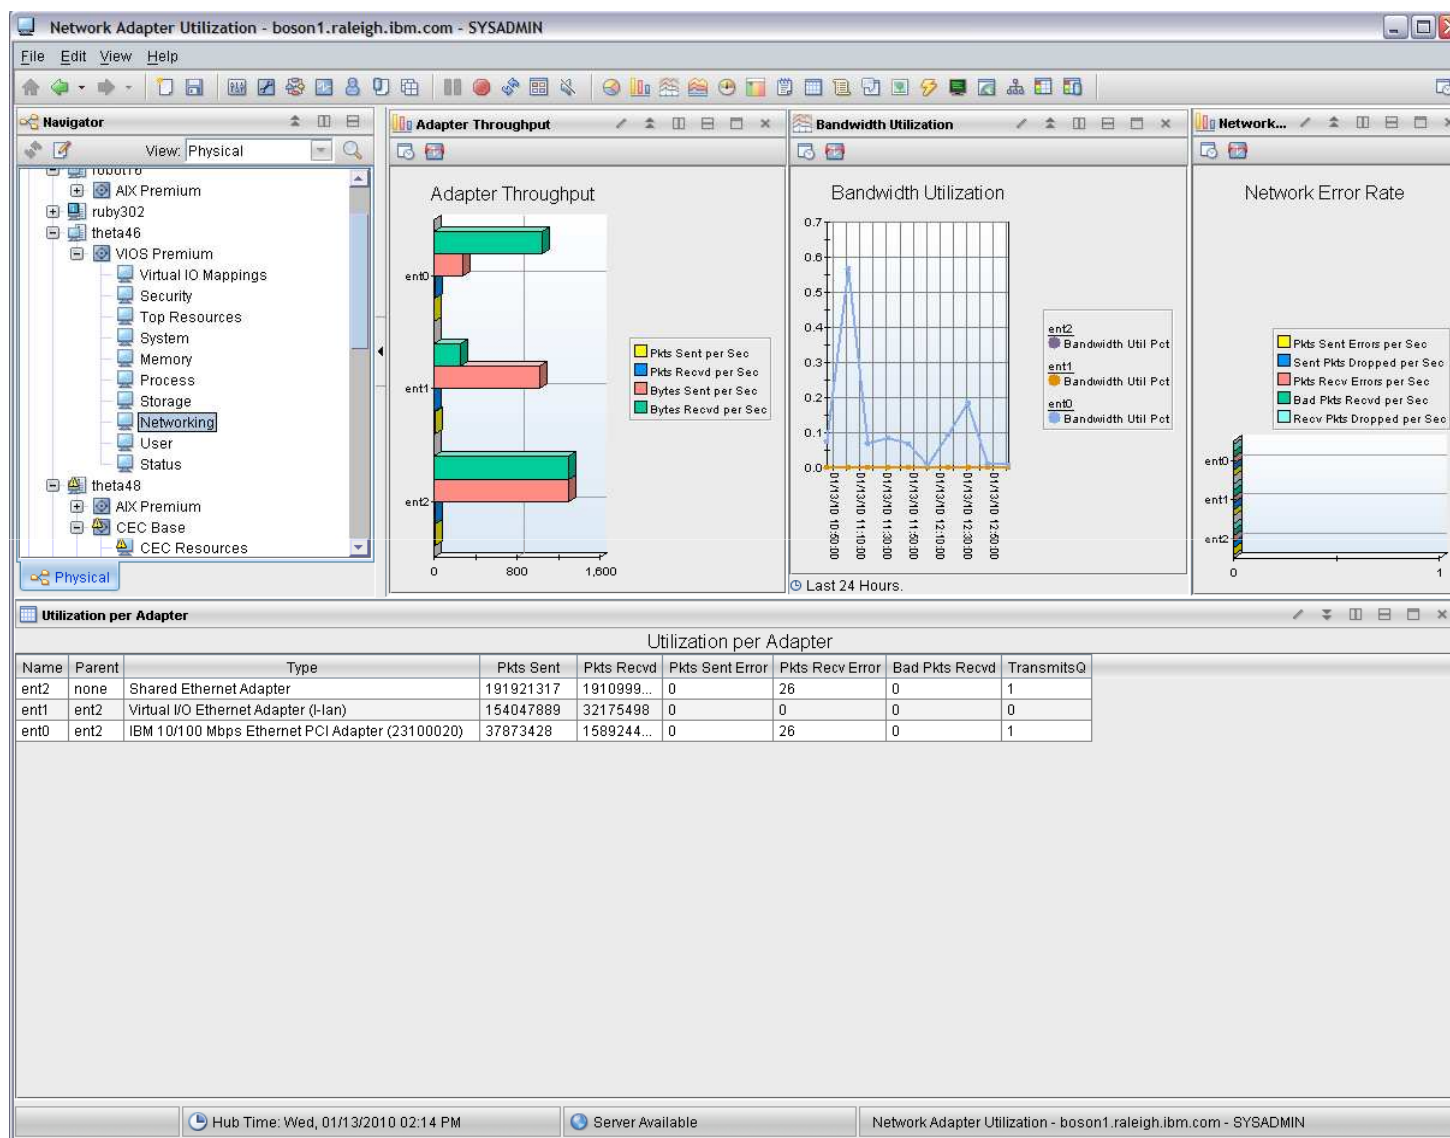 Network Adapter Utilization - boson1.raleigh.ibm.com - SYSADMIN
File Edit View Help
Navigator
View: Physical
AIX Premium
ruby302
theta46
VIOS Premium
Virtual IO Mappings
Security
Top Resources
System
Memory
Process
Storage
Networking
User
Status
theta48
AIX Premium
CEC Base
CEC Resources
Physical
Adapter Throughput
Adapter Throughput
ent0
ent1
ent2
0 800 1,600
Pkts Sent per Sec
Pkts Recvd per Sec
Bytes Sent per Sec
Bytes Recvd per Sec
Bandwidth Utilization
Bandwidth Utilization
0.7
0.6
0.5
0.4
0.3
0.2
0.1
0.0
01/13/10 10:50:00
01/13/10 11:10:00
01/13/10 11:30:00
01/13/10 11:50:00
01/13/10 12:10:00
01/13/10 12:30:00
01/13/10 12:50:00
ent2
Bandwidth Util Pct
ent1
Bandwidth Util Pct
ent0
Bandwidth Util Pct
Last 24 Hours.
Network...
Network Error Rate
Pkts Sent Errors per Sec
Sent Pkts Dropped per Sec
Pkts Recv Errors per Sec
Bad Pkts Recvd per Sec
Recv Pkts Dropped per Sec
ent0
ent1
ent2
0 1
Utilization per Adapter
Utilization per Adapter
Name Parent Type Pkts Sent Pkts Recvd Pkts Sent Error Pkts Recv Error Bad Pkts Recvd TransmitsQ
ent2 none Shared Ethernet Adapter 191921317 1910999... 0 26 0 1
ent1 ent2 Virtual I/O Ethernet Adapter (l-lan) 154047889 32175498 0 0 0 0
ent0 ent2 IBM 10/100 Mbps Ethernet PCI Adapter (23100020) 37873428 1589244... 0 26 0 1
Hub Time: Wed, 01/13/2010 02:14 PM
Server Available
Network Adapter Utilization - boson1.raleigh.ibm.com - SYSADMIN